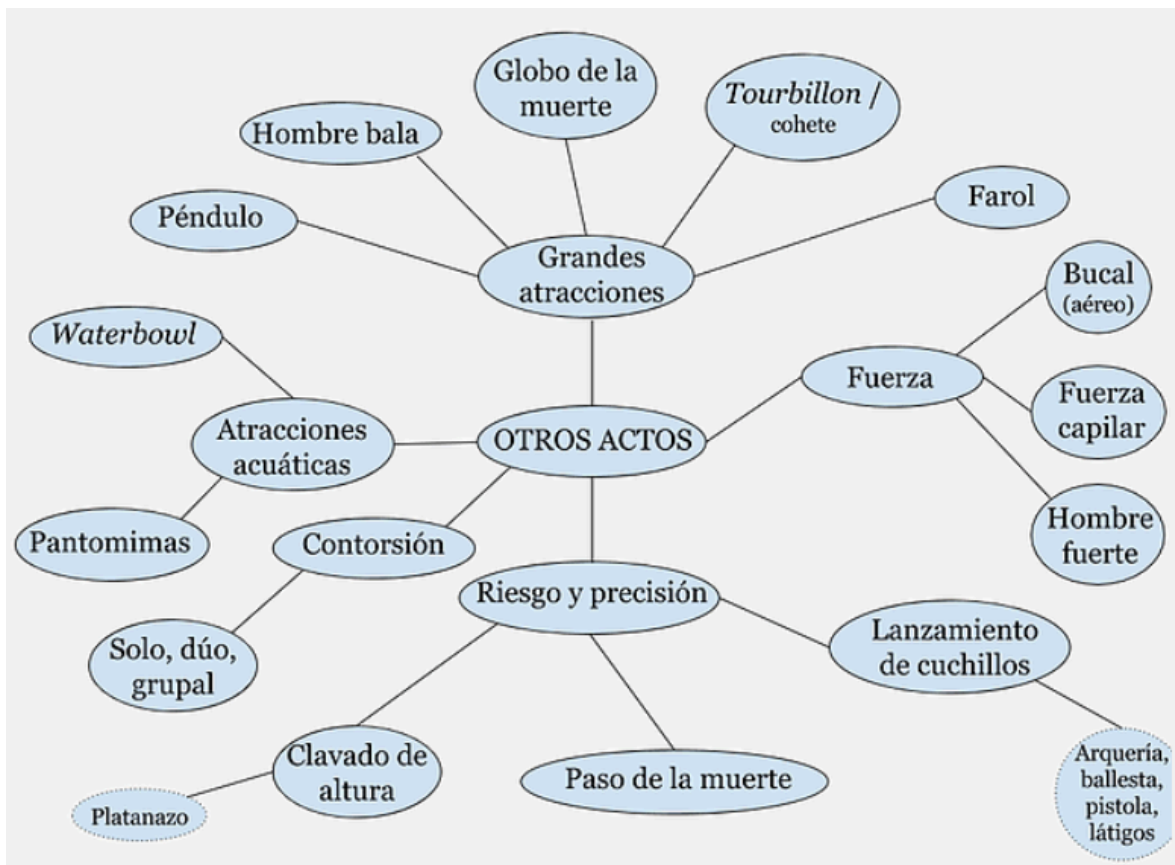 Globo de la
muerte
Tourbillon /
cohete
Hombre bala
Péndulo
Farol
Grandes
atracciones
Bucal
(aéreo)
Waterbowl
Fuerza
Fuerza
capilar
Atracciones
acuáticas
OTROS ACTOS
Pantomimas
Contorsión
Hombre
fuerte
Riesgo y precisión
Solo, dúo,
grupal
Lanzamiento
de cuchillos
Clavado de
altura
Paso de la muerte
Platanazo
Arquería,
ballesta,
pistola,
látigos